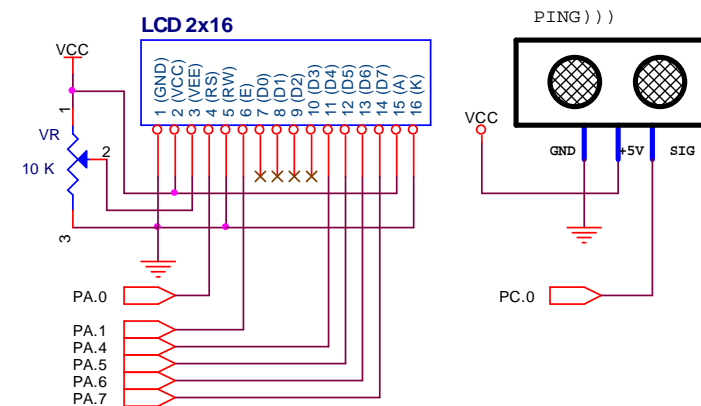 LCD 2x16
1 (GND)
2 (VCC)
3 (VEE)
4 (RS)
5 (RW)
6 (E)
7 (D0)
8 (D1)
9 (D2)
10 (D3)
11 (D4)
12 (D5)
13 (D6)
14 (D7)
15 (A)
16 (K)
VCC
1
VR
2
10 K
3
PA.0
PA.1
PA.4
PA.5
PA.6
PA.7
PING)))
VCC
GND
+5V
SIG
PC.0